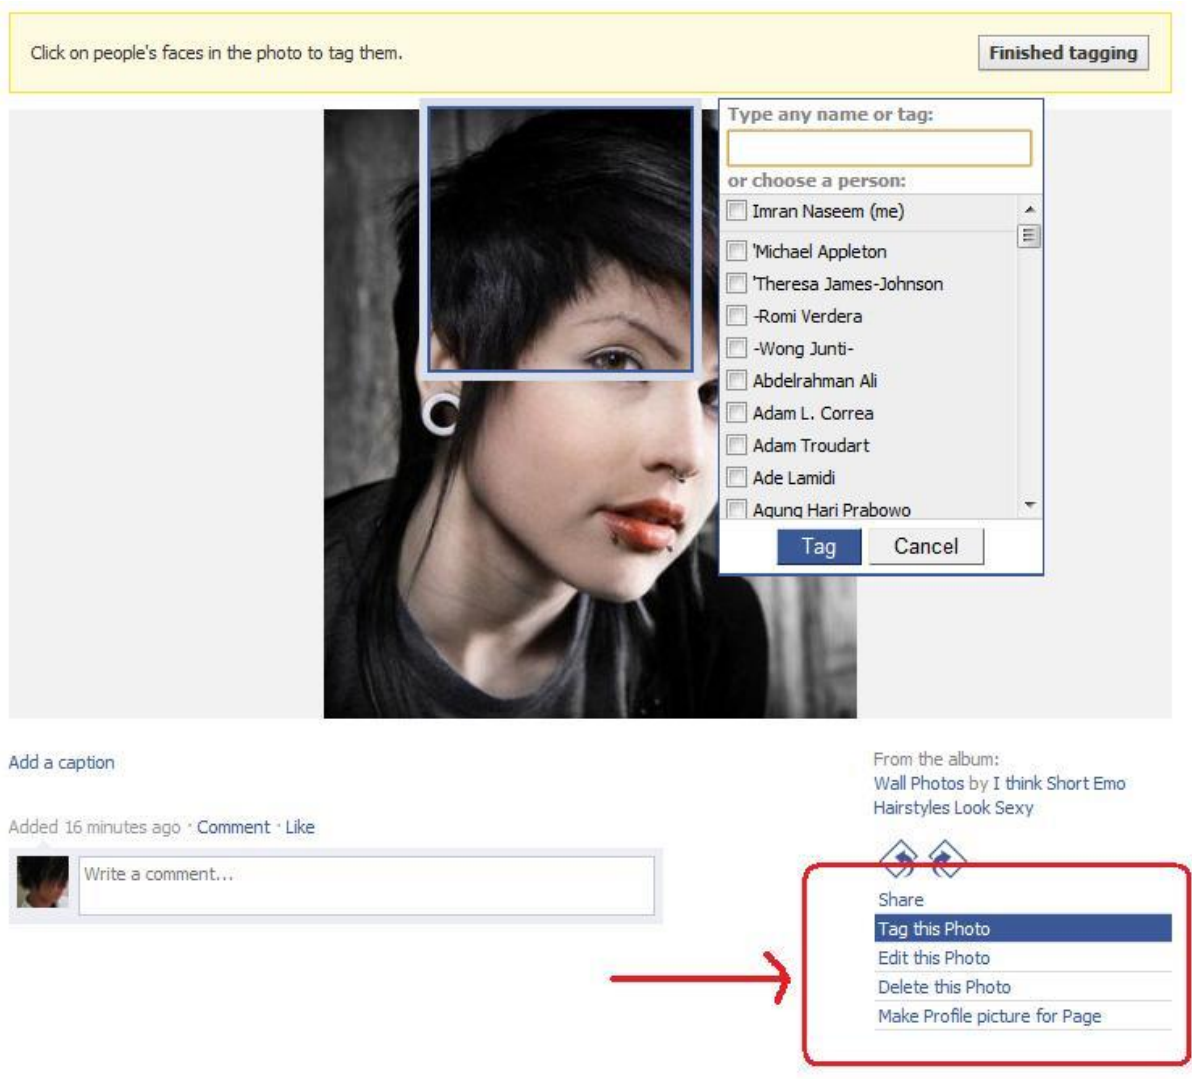 Click on people's faces in the photo to tag them.
Finished tagging
Type any name or tag:
or choose a person:
Imran Naseem (me)
'Michael Appleton
'Theresa James-Johnson
-Romi Verdera
-Wong Junti-
Abdelrahman Ali
Adam L. Correa
Adam Troudart
Ade Lamidi
Agung Hari Prabowo
Tag
Cancel
Add a caption
Added 16 minutes ago · Comment · Like
Write a comment...
From the album:
Wall Photos by I think Short Emo
Hairstyles Look Sexy
Share
Tag this Photo
Edit this Photo
Delete this Photo
Make Profile picture for Page